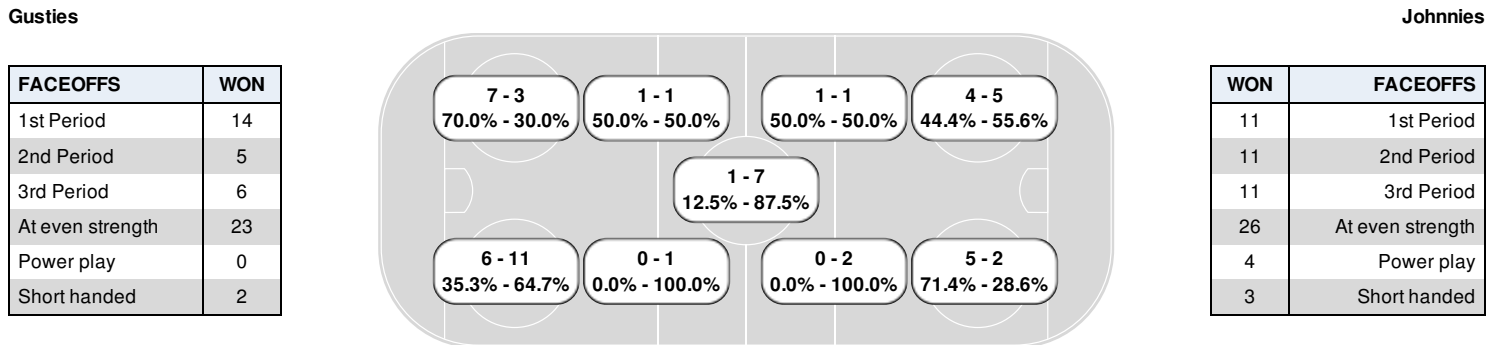 Gusties
Johnnies
FACEOFFS WON
1st Period 14
2nd Period 5
3rd Period 6
At even strength 23
Power play 0
Short handed 2
7 - 3
70.0% - 30.0%
1 - 1
50.0% - 50.0%
1 - 1
50.0% - 50.0%
4 - 5
44.4% - 55.6%
1 - 7
12.5% - 87.5%
6 - 11
35.3% - 64.7%
0 - 1
0.0% - 100.0%
0 - 2
0.0% - 100.0%
5 - 2
71.4% - 28.6%
WON FACEOFFS
11 1st Period
11 2nd Period
11 3rd Period
26 At even strength
4 Power play
3 Short handed